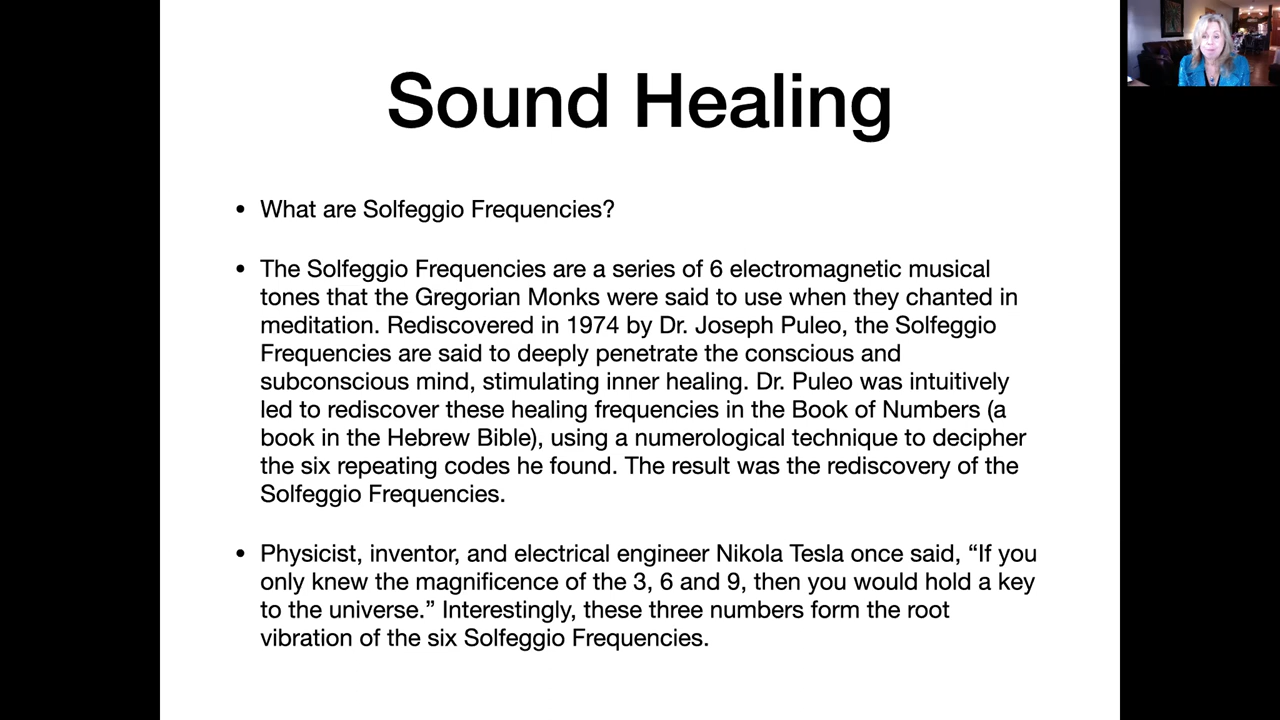 Sound Healing
• What are Solfeggio Frequencies?
• The Solfeggio Frequencies are a series of 6 electromagnetic musical
tones that the Gregorian Monks were said to use when they chanted in
meditation. Rediscovered in 1974 by Dr. Joseph Puleo, the Solfeggio
Frequencies are said to deeply penetrate the conscious and
subconscious mind, stimulating inner healing. Dr. Puleo was intuitively
led to rediscover these healing frequencies in the Book of Numbers (a
book in the Hebrew Bible), using a numerological technique to decipher
the six repeating codes he found. The result was the rediscovery of the
Solfeggio Frequencies.
• Physicist, inventor, and electrical engineer Nikola Tesla once said, “If you
only knew the magnificence of the 3, 6 and 9, then you would hold a key
to the universe.” Interestingly, these three numbers form the root
vibration of the six Solfeggio Frequencies.